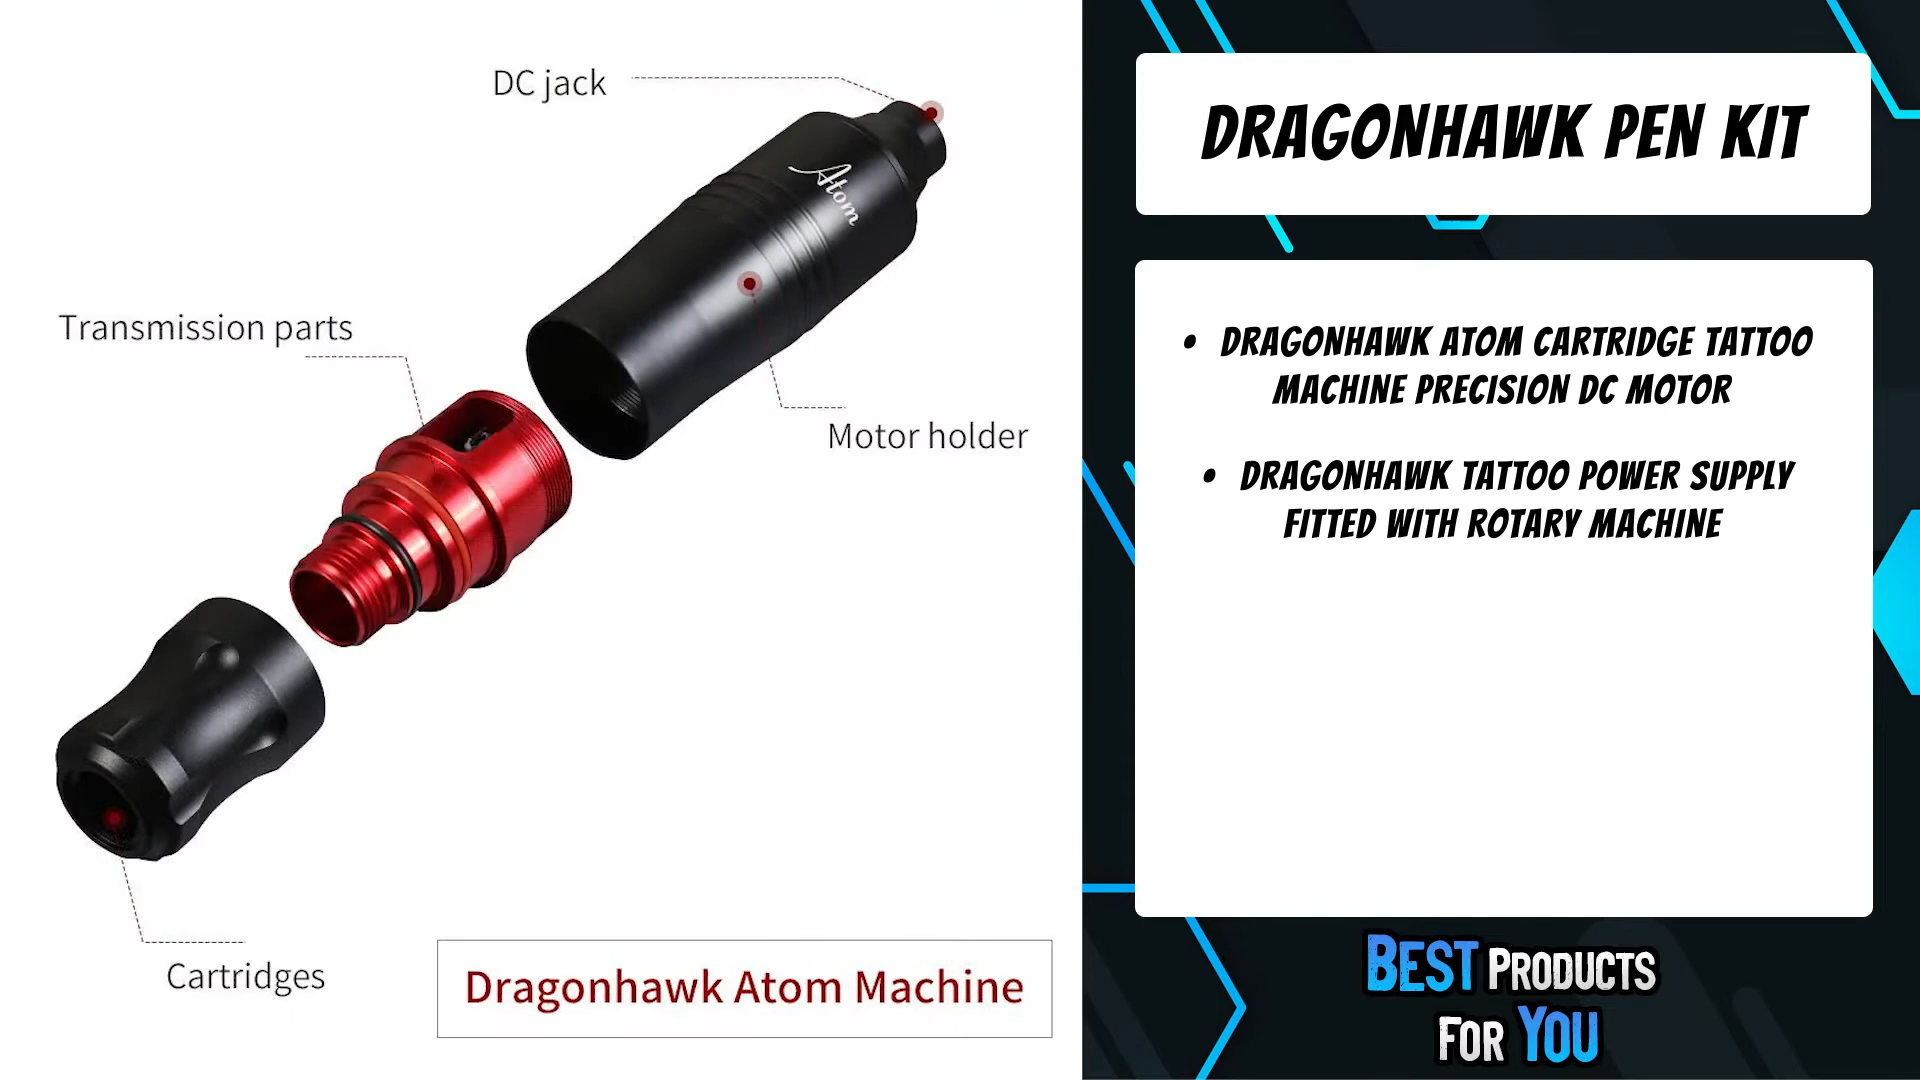 DC jack
Atom
Transmission parts
Motor holder
Cartridges
Dragonhawk Atom Machine
DRAGONHAWK PEN KIT
• DRAGONHAWK ATOM CARTRIDGE TATTOO
MACHINE PRECISION DC MOTOR
• DRAGONHAWK TATTOO POWER SUPPLY
FITTED WITH ROTARY MACHINE
BEST PRODUCTS
FOR YOU